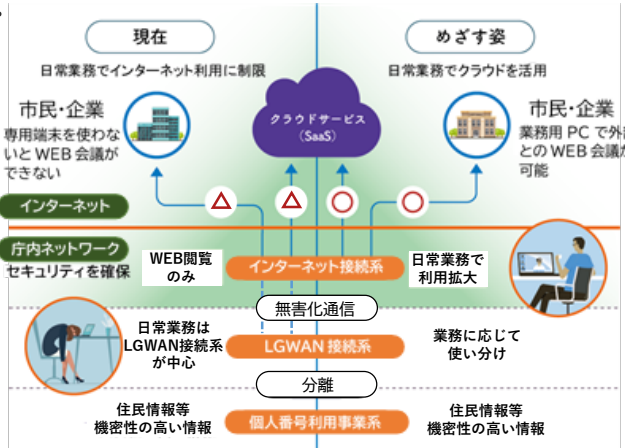 現在
めざす姿
日常業務でインターネット利用に制限
日常業務でクラウドを活用
市民・企業
専用端末を使わな
いと WEB 会議が
できない
クラウドサービス
（SaaS）
市民・企業
業務用 PC で外部
との WEB 会議が
可能
インターネット
庁内ネットワーク
セキュリティを確保
WEB閲覧
のみ
インターネット接続系
日常業務で
利用拡大
無害化通信
日常業務は
LGWAN接続系
が中心
LGWAN 接続系
業務に応じて
使い分け
分離
住民情報等
機密性の高い情報
個人番号利用事業系
住民情報等
機密性の高い情報